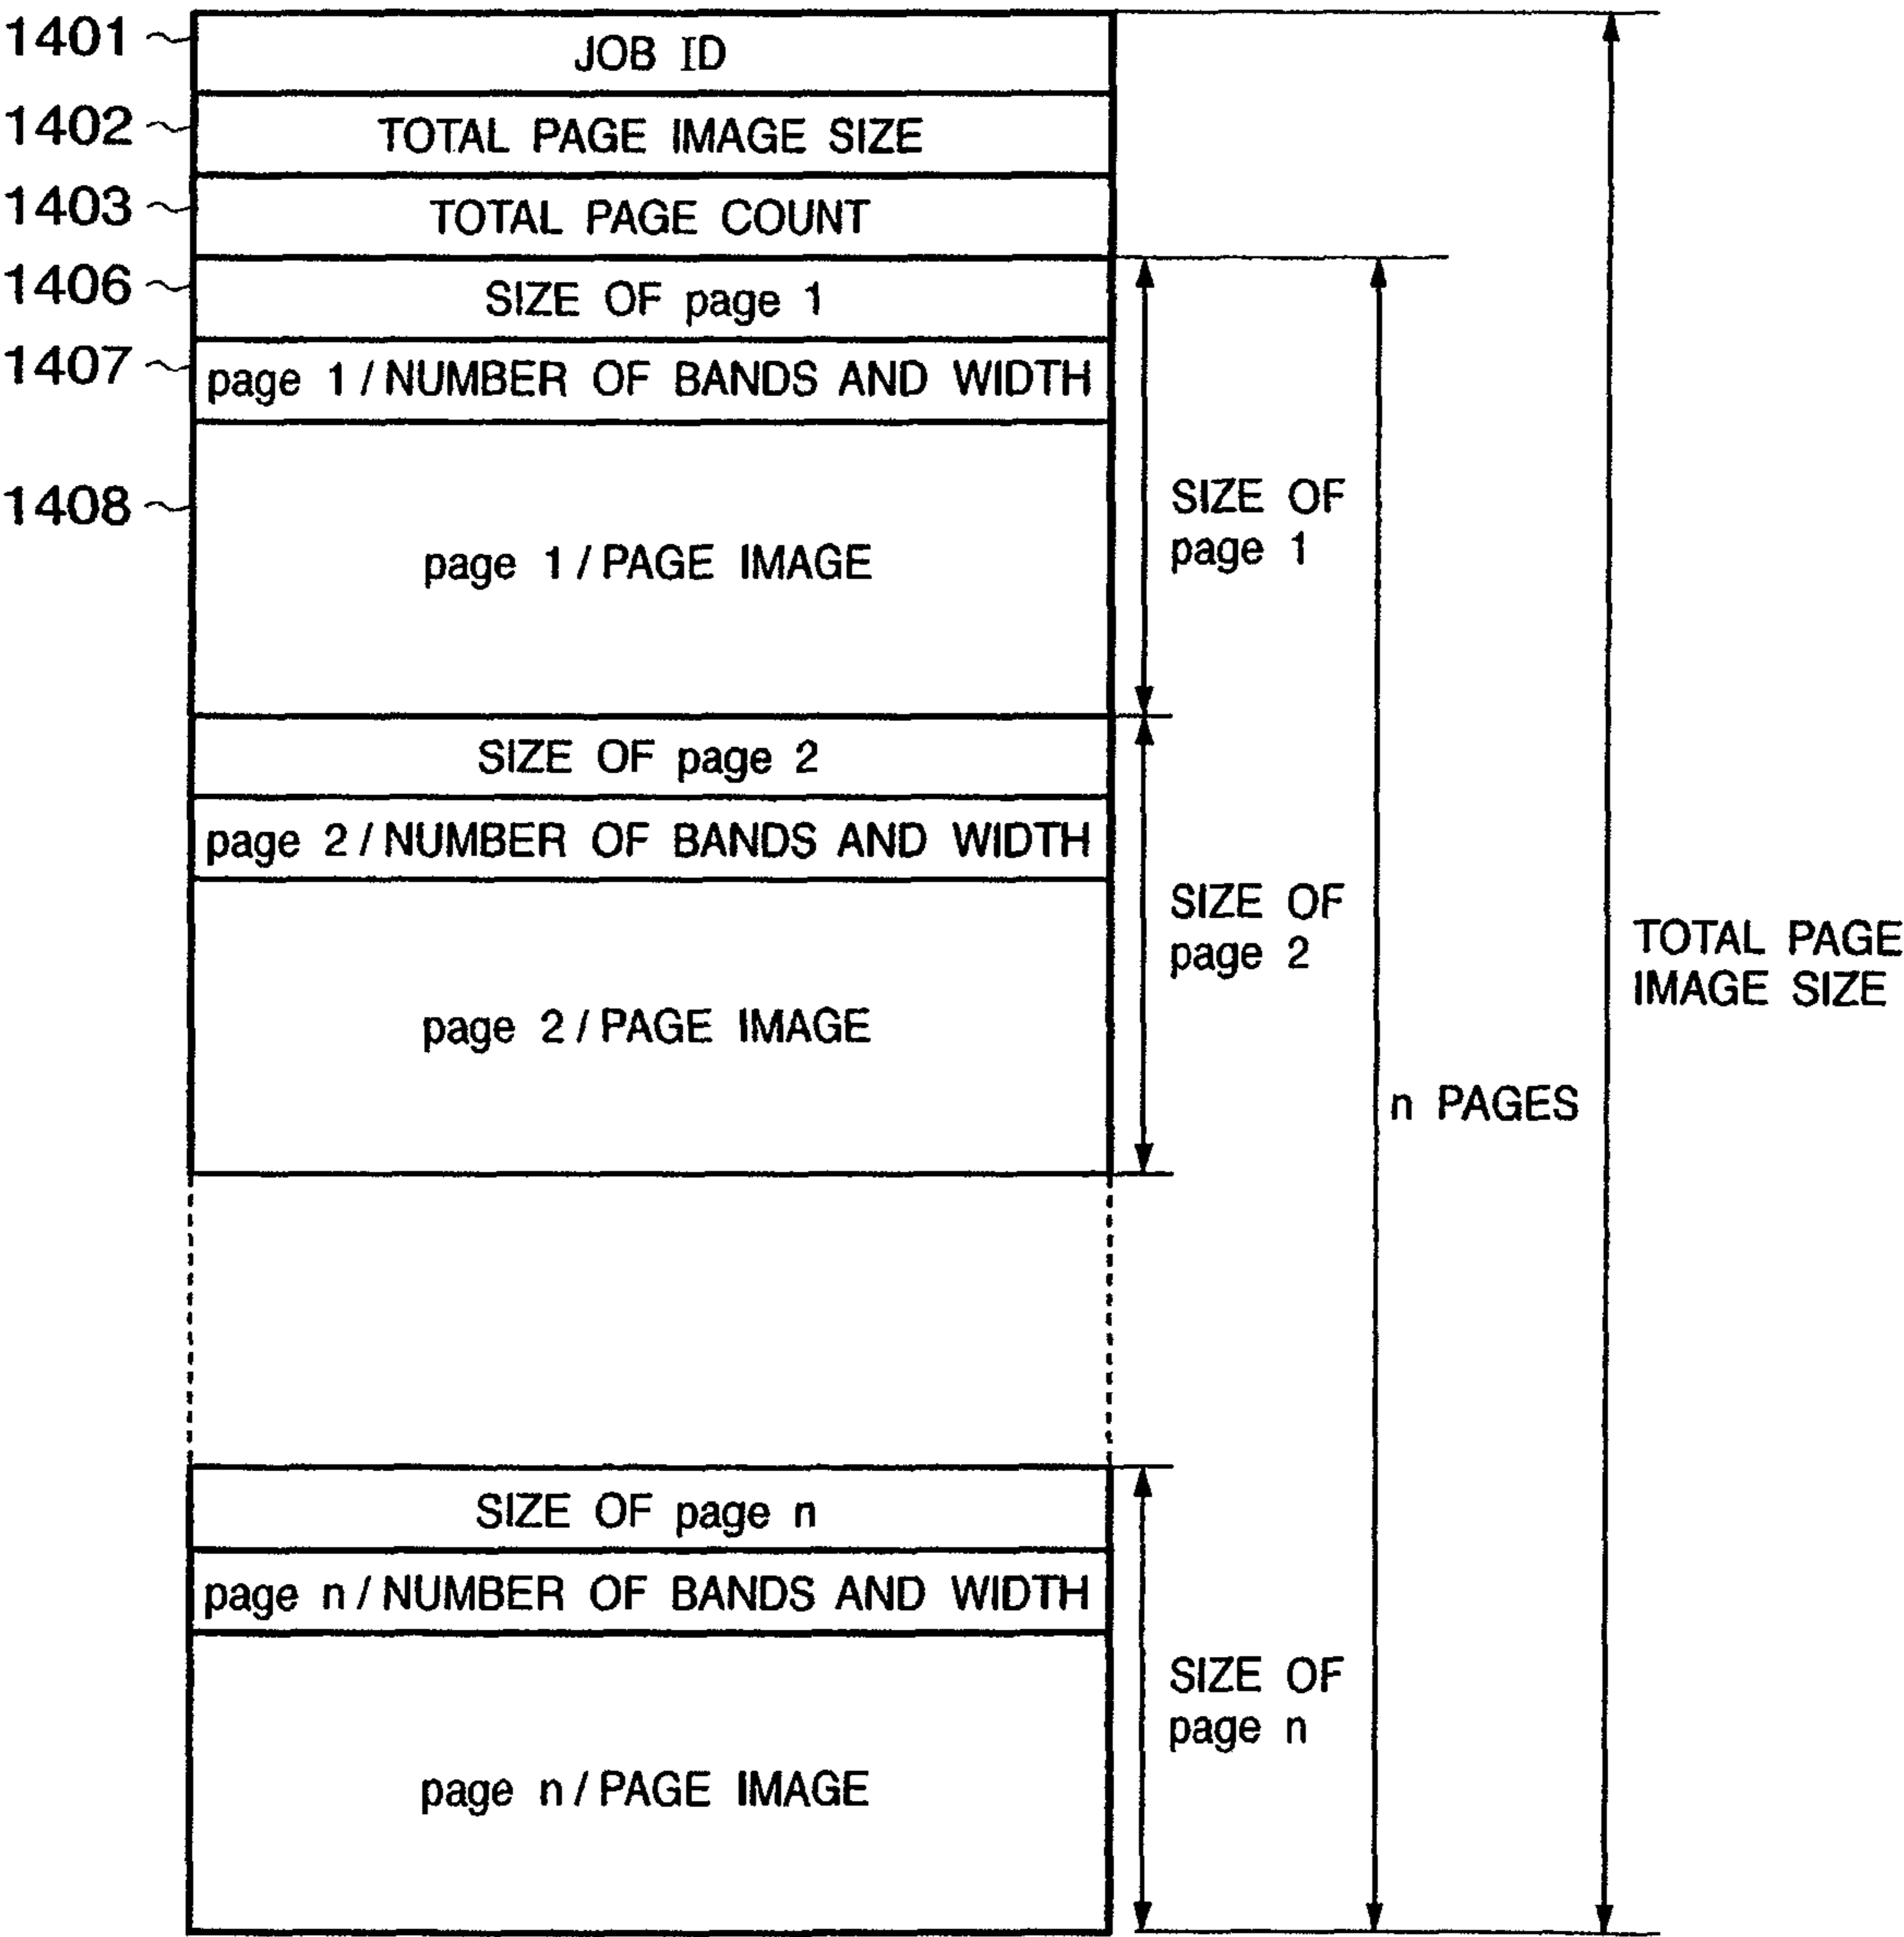 1401
JOB ID
1402
TOTAL PAGE IMAGE SIZE
1403
TOTAL PAGE COUNT
1406
SIZE OF page 1
1407
page 1 / NUMBER OF BANDS AND WIDTH
1408
page 1 / PAGE IMAGE
SIZE OF
page 1
SIZE OF page 2
page 2 / NUMBER OF BANDS AND WIDTH
page 2 / PAGE IMAGE
SIZE OF
page 2
TOTAL PAGE
IMAGE SIZE
n PAGES
SIZE OF page n
page n / NUMBER OF BANDS AND WIDTH
page n / PAGE IMAGE
SIZE OF
page n